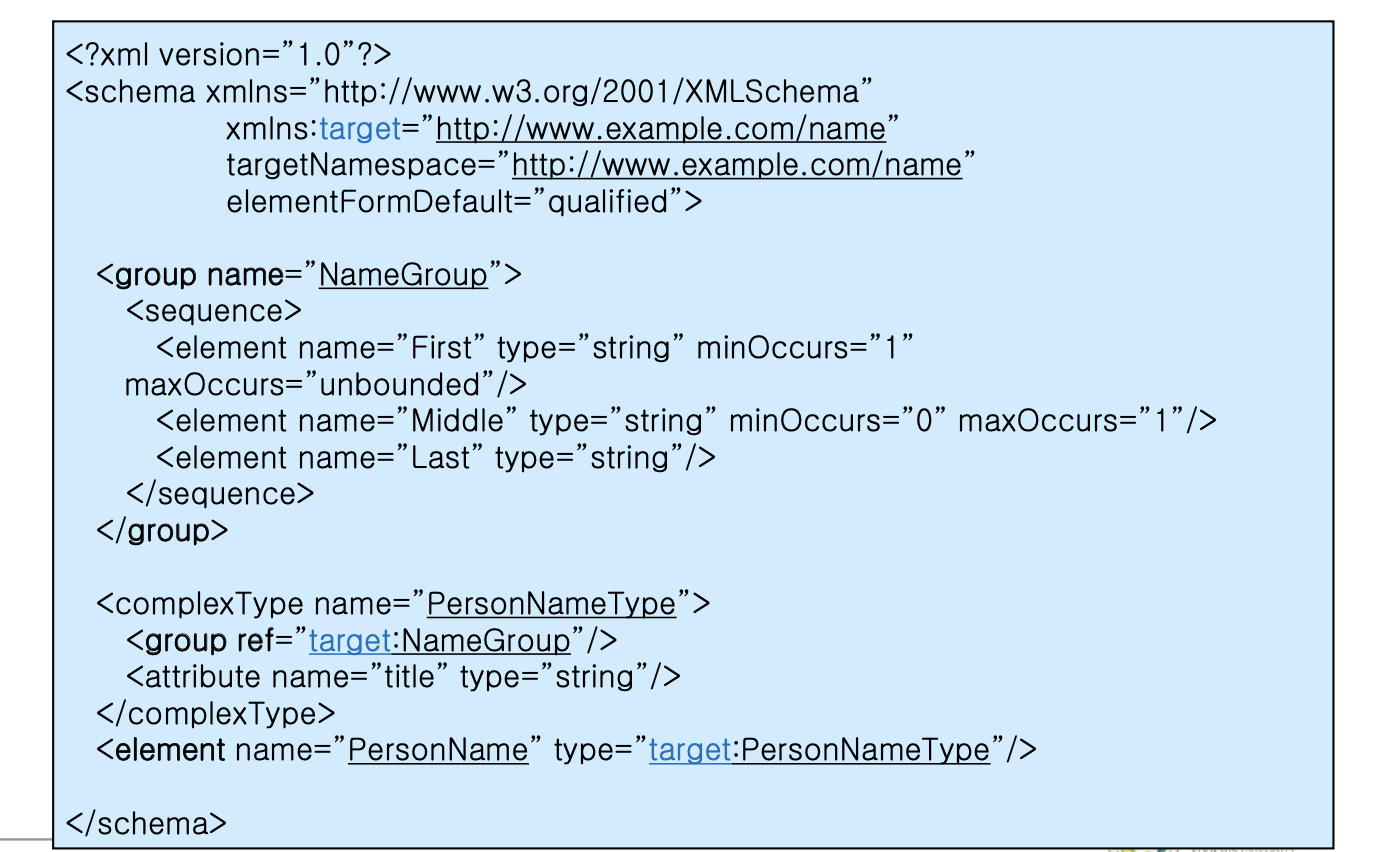 <?xml version=”1.0”?>
<schema xmlns=”http://www.w3.org/2001/XMLSchema”
xmlns:target=”http://www.example.com/name”
targetNamespace=”http://www.example.com/name”
elementFormDefault=”qualified”>
<group name=”NameGroup”>
<sequence>
<element name=”First” type=”string” minOccurs=”1”
maxOccurs=”unbounded”/>
<element name=”Middle” type=”string” minOccurs=”0” maxOccurs=”1”/>
<element name=”Last” type=”string”/>
</sequence>
</group>
<complexType name=”PersonNameType”>
<group ref=”target:NameGroup”/>
<attribute name=”title” type=”string”/>
</complexType>
<element name=”PersonName” type=”target:PersonNameType”/>
</schema>